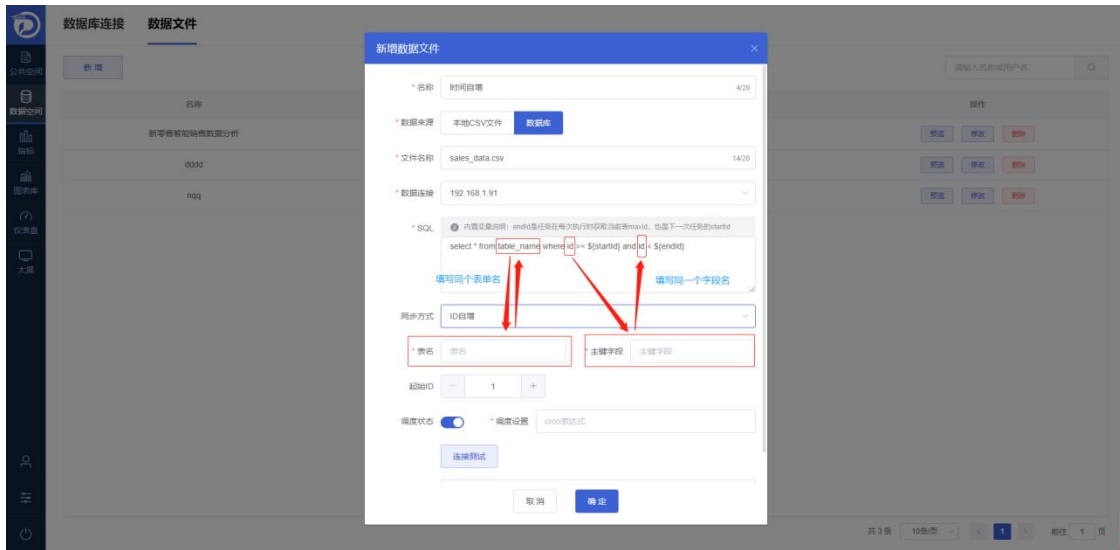 数据库连接 数据文件
新增数据文件
公共空间
新 增
请输入名称或用户名
* 名称 时间自增 4/20
数据空间
名称
操作
* 数据来源 本地CSV文件 数据库
新零售智能销售数据分析
预览 修改 删除
指标
* 文件名称 sales_data.csv 14/20
dddd
预览 修改 删除
图表库
* 数据连接 192.168.1.91
nqq
预览 修改 删除
仪表盘
* SQL 内置变量说明：endid是任务在每次执行时获取当前表maxid，也是下一次任务的startid
select * from table_name where id >= ${startid} and id < ${endid}
大屏
填写同个表单名 填写同一个字段名
同步方式 ID自增
* 表名 表名 * 主键字段 主键字段
起始ID 1
调度状态 * 调度设置 cron表达式
连接测试
取 消 确 定
共 3 条 10条/页 1 前往 1 页